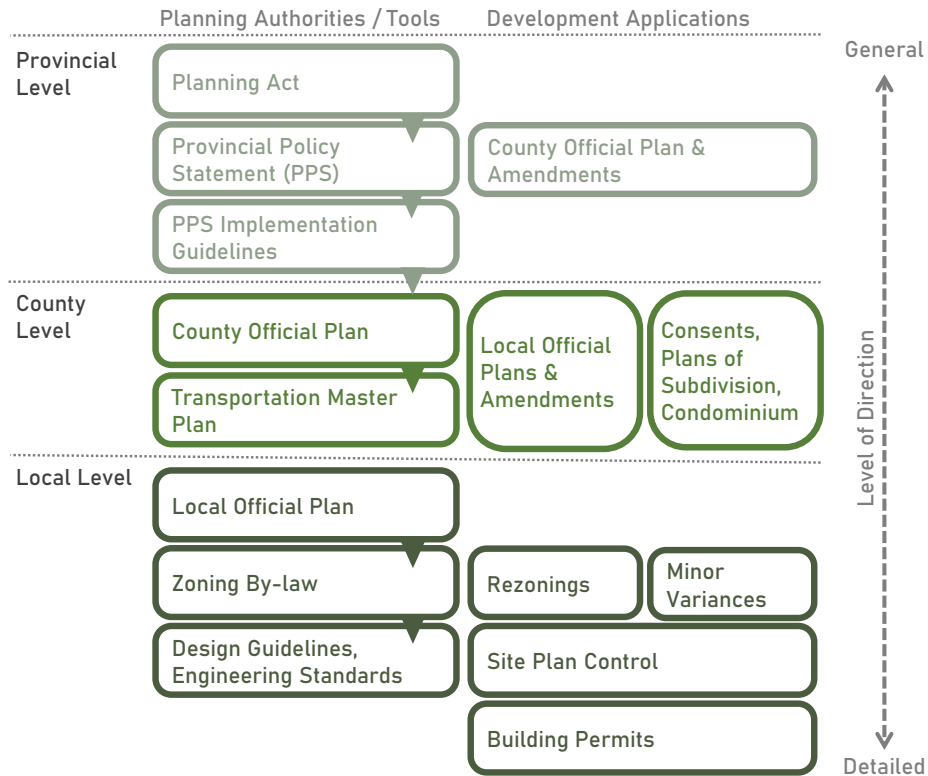 Planning Authorities / Tools
Development Applications
General
Provincial
Level
Planning Act
Provincial Policy
Statement (PPS)
County Official Plan &
Amendments
PPS Implementation
Guidelines
County
Level
County Official Plan
Transportation Master
Plan
Local Official
Plans &
Amendments
Consents,
Plans of
Subdivision,
Condominium
Level of Direction
Local Level
Local Official Plan
Zoning By-law
Rezonings
Minor
Variances
Design Guidelines,
Engineering Standards
Site Plan Control
Building Permits
Detailed